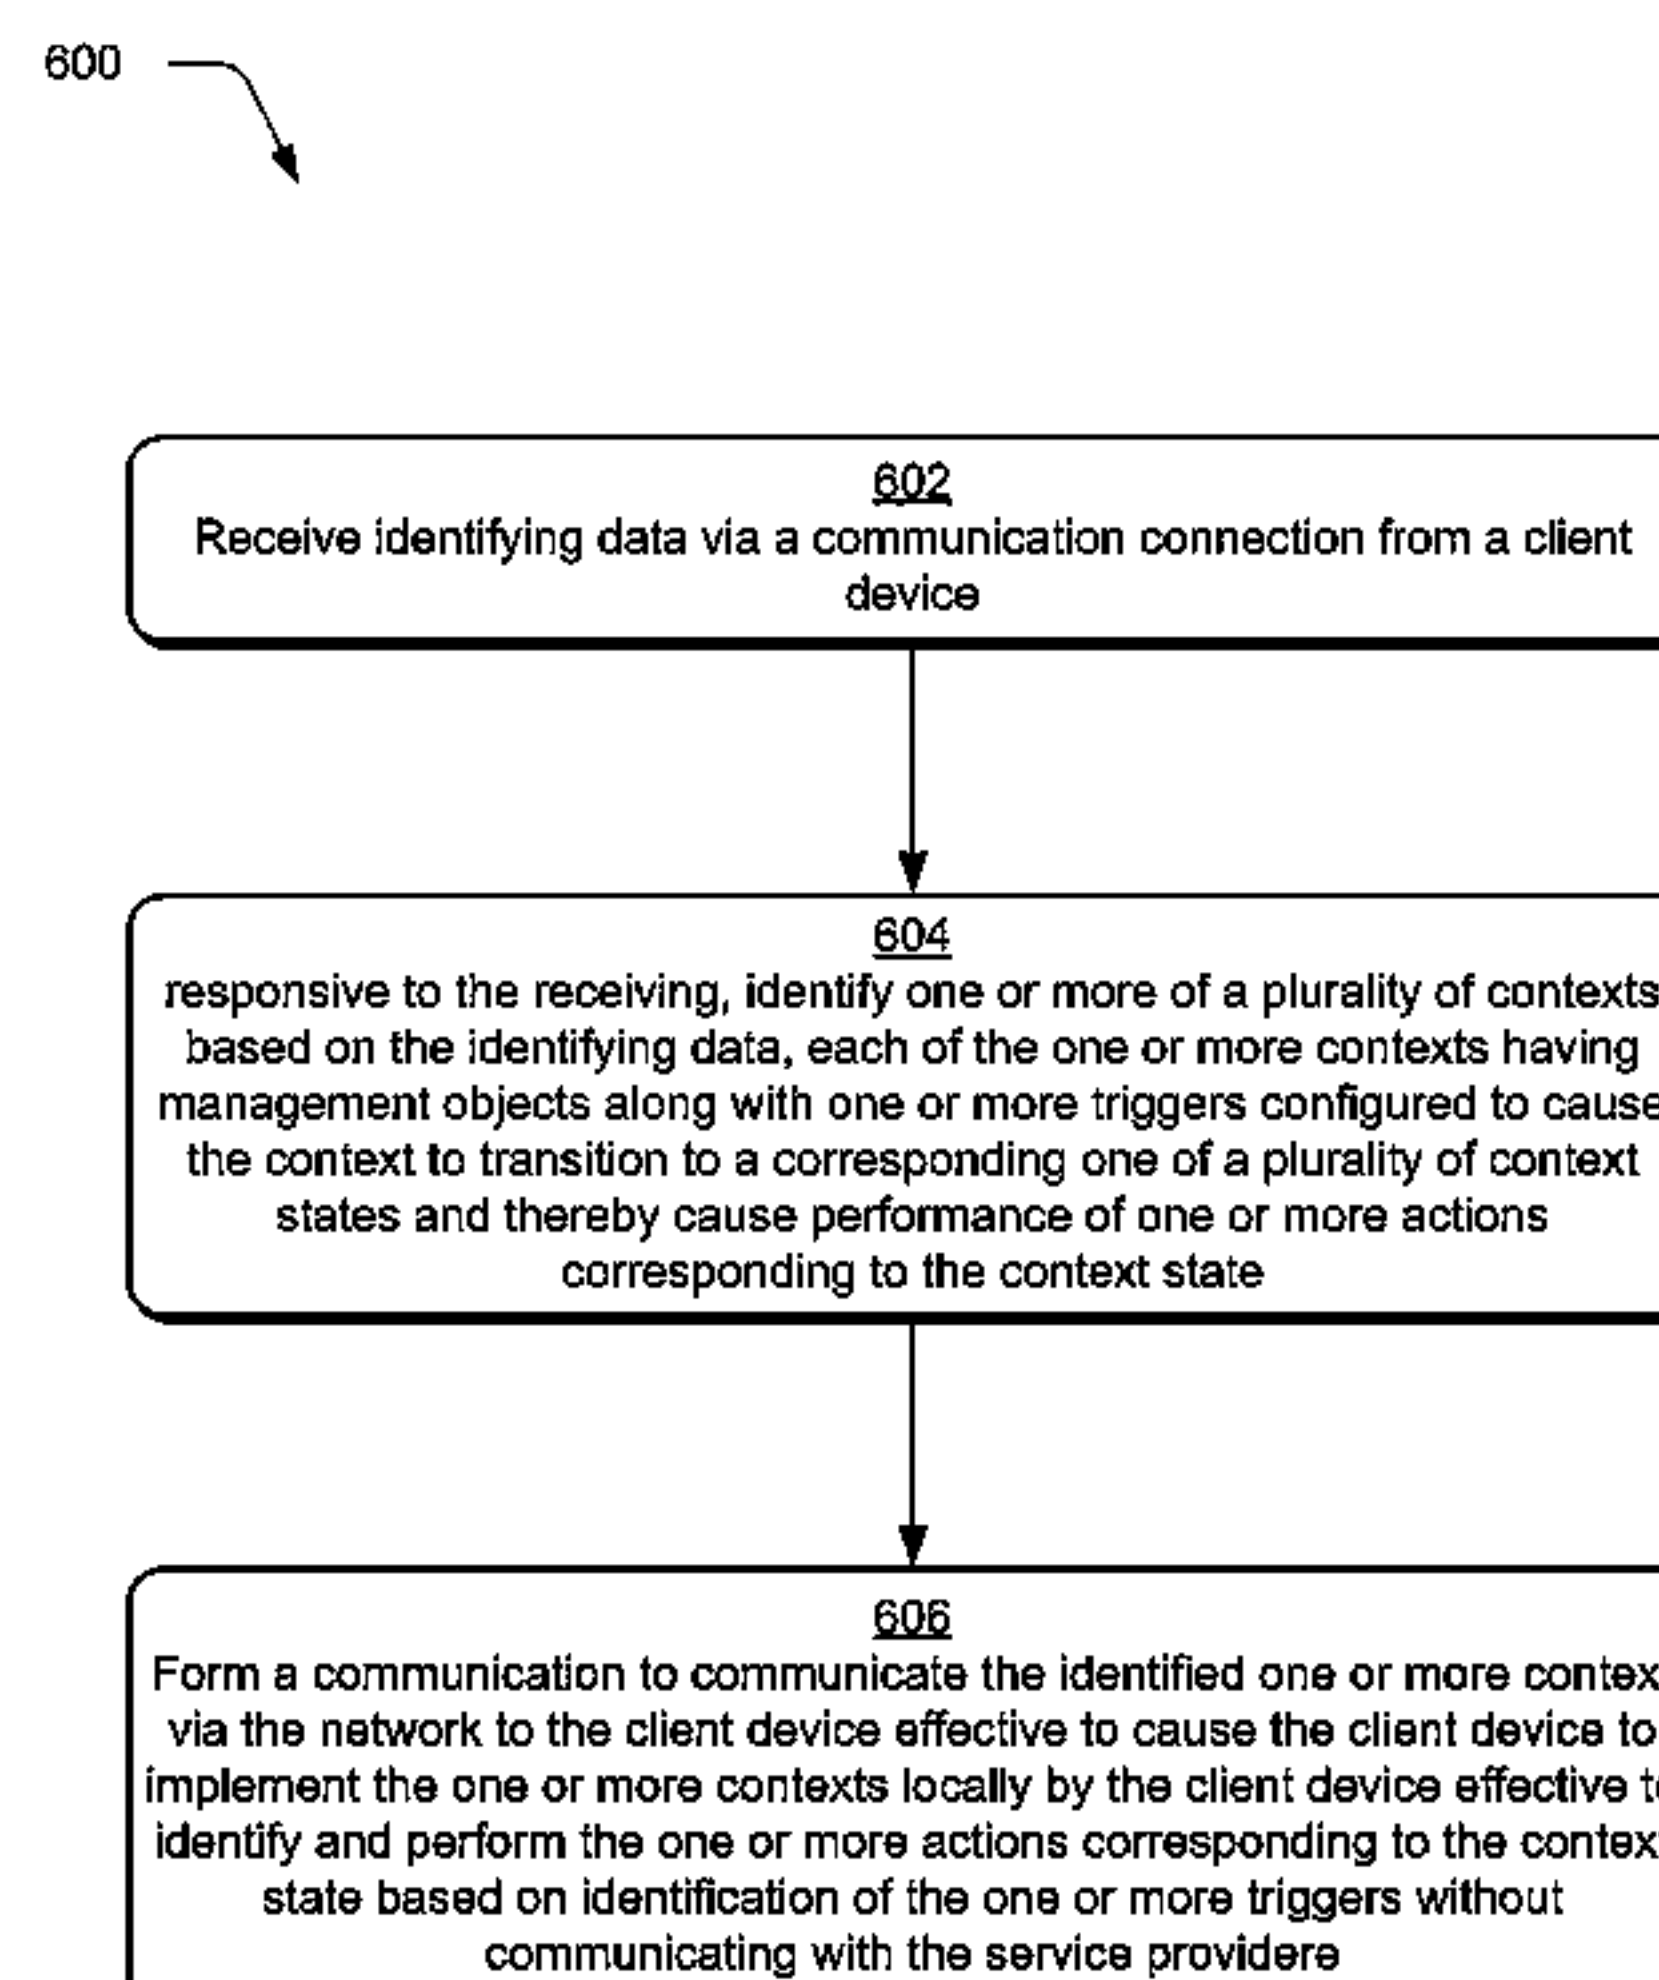 600
602
Receive identifying data via a communication connection from a client
device
604
responsive to the receiving, identify one or more of a plurality of contexts
based on the identifying data, each of the one or more contexts having
management objects along with one or more triggers configured to cause
the context to transition to a corresponding one of a plurality of context
states and thereby cause performance of one or more actions
corresponding to the context state
606
Form a communication to communicate the identified one or more contex
via the network to the client device effective to cause the client device to
implement the one or more contexts locally by the client device effective to
identify and perform the one or more actions corresponding to the contex
state based on identification of the one or more triggers without
communicating with the service providere